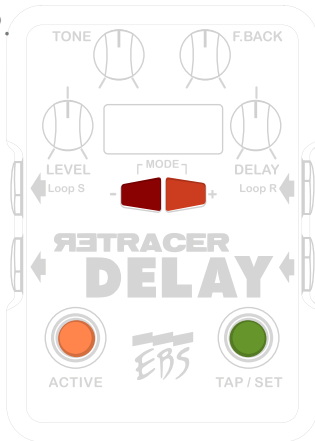 TONE F.BACK
LEVEL DELAY
MODE
Loop S Loop R
- +
RETRACER
DELAY
EBS
ACTIVE TAP / SET